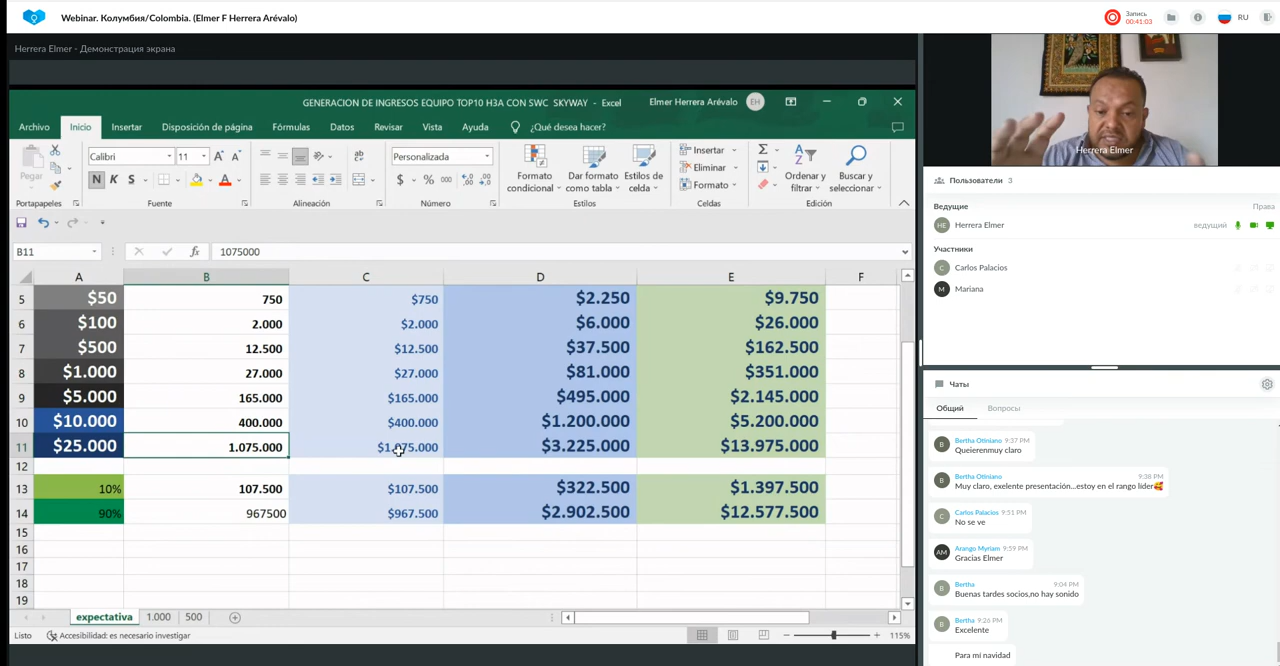 Webinar. Колумбия/Colombia. (Elmer F Herrera Arévalo)
Запись
00:41:03
RU
Herrera Elmer - Демонстрация экрана
GENERACION DE INGRESOS EQUIPO TOP10 H3A CON SWC SKYWAY - Excel
Elmer Herrera Arévalo
EH
Archivo
Inicio
Insertar
Disposición de página
Fórmulas
Datos
Revisar
Vista
Ayuda
¿Qué desea hacer?
Pegar
Portapapeles
Calibri
11
N K S
Fuente
Alineación
Personalizada
$ % 000
Número
Formato condicional
Dar formato como tabla
Estilos de celda
Estilos
Insertar
Eliminar
Formato
Celdas
Ordenar y filtrar
Buscar y seleccionar
Edición
B11
fx
1075000
A B C D E F
5 $50 750 $750 $2.250 $9.750
6 $100 2.000 $2.000 $6.000 $26.000
7 $500 12.500 $12.500 $37.500 $162.500
8 $1.000 27.000 $27.000 $81.000 $351.000
9 $5.000 165.000 $165.000 $495.000 $2.145.000
10 $10.000 400.000 $400.000 $1.200.000 $5.200.000
11 $25.000 1.075.000 $1.075.000 $3.225.000 $13.975.000
12
13 10% 107.500 $107.500 $322.500 $1.397.500
14 90% 967500 $967.500 $2.902.500 $12.577.500
15
16
17
18
19
expectativa
1.000
500
Listo
Accesibilidad: es necesario investigar
115%
Herrera Elmer
Пользователи 3
Ведущие
Права
HE
Herrera Elmer
ведущий
Участники
C
Carlos Palacios
M
Mariana
Чаты
Общий
Вопросы
B
Bertha Otiniano 9:37 PM
Queierenmuy claro
B
Bertha Otiniano 9:38 PM
Muy claro, exelente presentación...estoy en el rango lider🥰
C
Carlos Palacios 9:51 PM
No se ve
AM
Arango Myriam 9:59 PM
Gracias Elmer
B
Bertha 9:04 PM
Buenas tardes socios,no hay sonido
B
Bertha 9:26 PM
Excelente
Para mi navidad